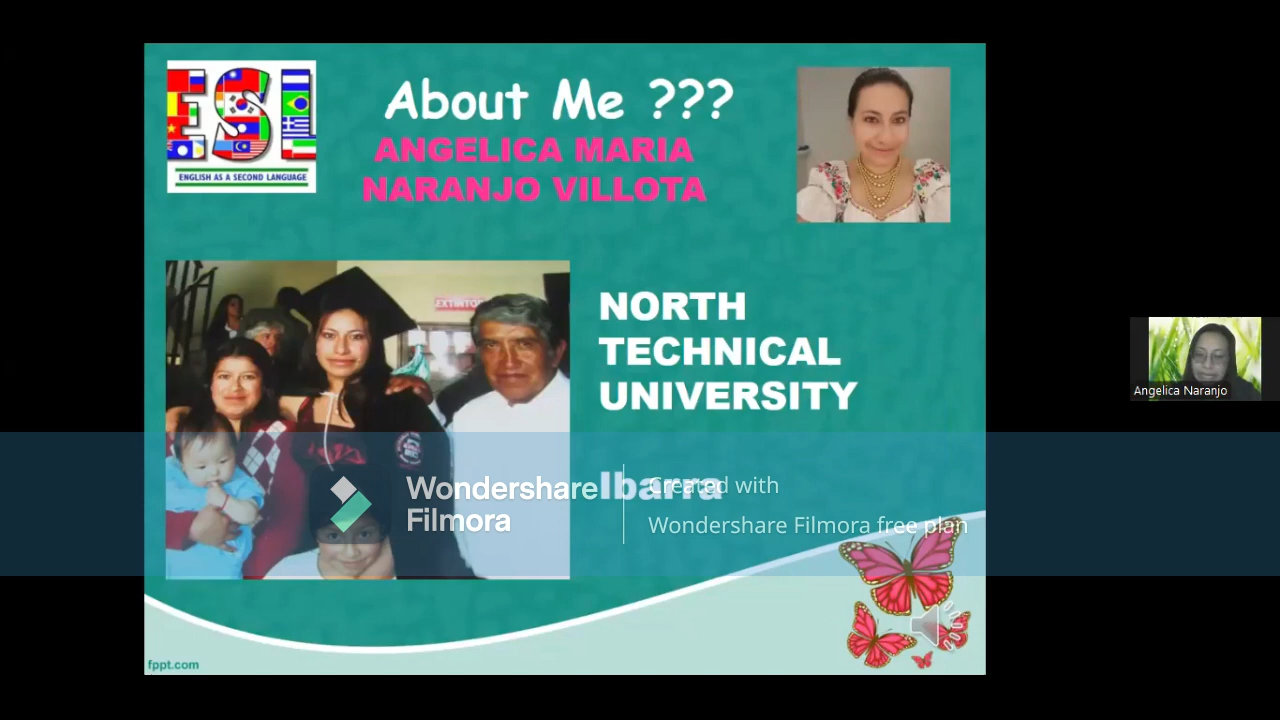 ESL
ENGLISH AS A SECOND LANGUAGE
About Me ???
ANGELICA MARIA
NARANJO VILLOTA
EXTINTOR
NORTH
TECHNICAL
UNIVERSITY
Ibarra
Angelica Naranjo
Wondershare
Filmora
Created with
Wondershare Filmora free plan
fppt.com